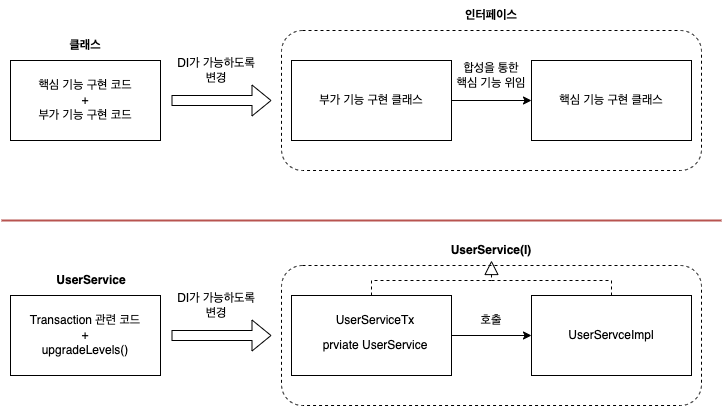 인터페이스
클래스
핵심 기능 구현 코드
+
부가 기능 구현 코드
DI가 가능하도록
변경
부가 기능 구현 클래스
합성을 통한
핵심 기능 위임
핵심 기능 구현 클래스
UserService(I)
UserService
Transaction 관련 코드
+
upgradeLevels()
DI가 가능하도록
변경
UserServiceTx
prviate UserService
호출
UserServceImpl